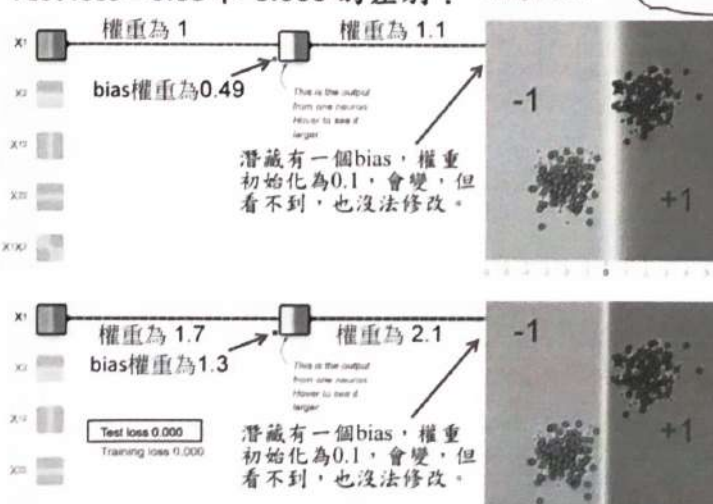 權重為 1
權重為 1.1
X1
bias權重為0.49
This is the output
from one neuron.
Hover to see it
larger.
X2
-1
潛藏有一個bias，權重
初始化為0.1，會變，但
看不到，也沒法修改。
+1
X1X2
0
X1
權重為 1.7
權重為 2.1
-1
bias權重為1.3
This is the output
from one neuron.
Hover to see it
larger.
X2
+1
Test loss 0.000
Training loss 0.000
潛藏有一個bias，權重
初始化為0.1，會變，但
看不到，也沒法修改。